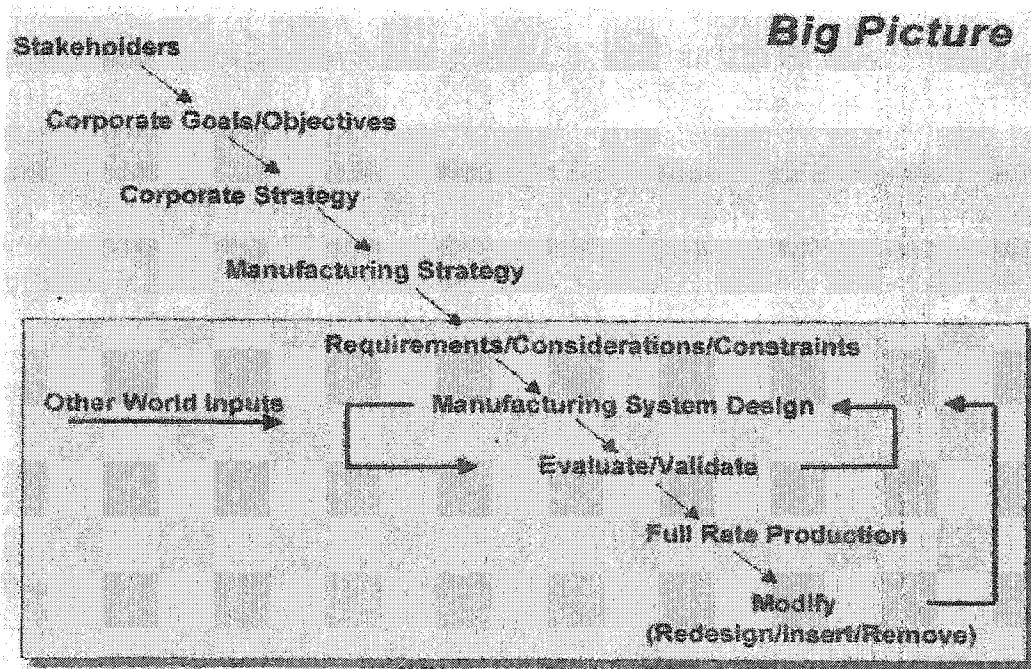 Big Picture
Stakeholders
Corporate Goals/Objectives
Corporate Strategy
Manufacturing Strategy
Requirements/Considerations/Constraints
Other World Inputs
Manufacturing System Design
Evaluate/Validate
Full Rate Production
Modify
(Redesign/Insert/Remove)